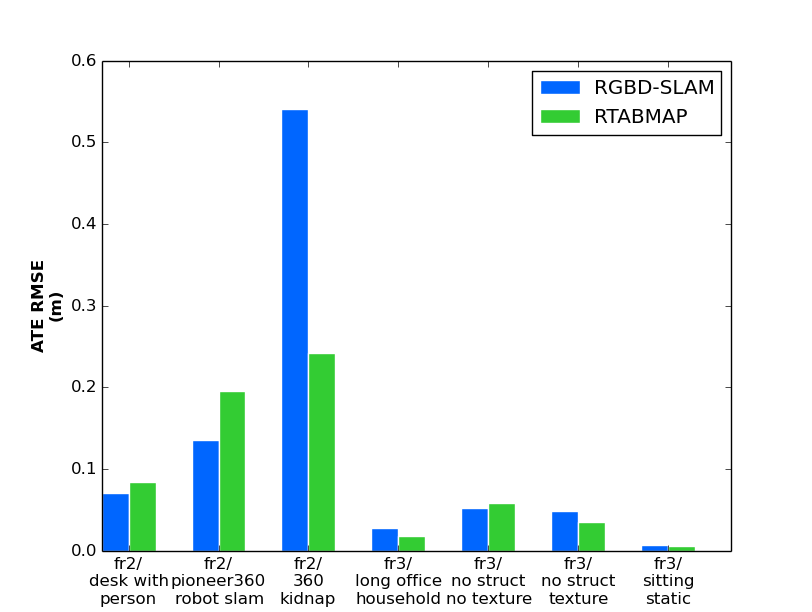 0.6
0.5
0.4
0.3
0.2
0.1
0.0
ATE RMSE
(m)
RGBD-SLAM
RTABMAP
fr2/
desk with
person
fr2/
pioneer360
robot slam
fr2/
360
kidnap
fr3/
long office
household
fr3/
no struct
no texture
fr3/
no struct
texture
fr3/
sitting
static